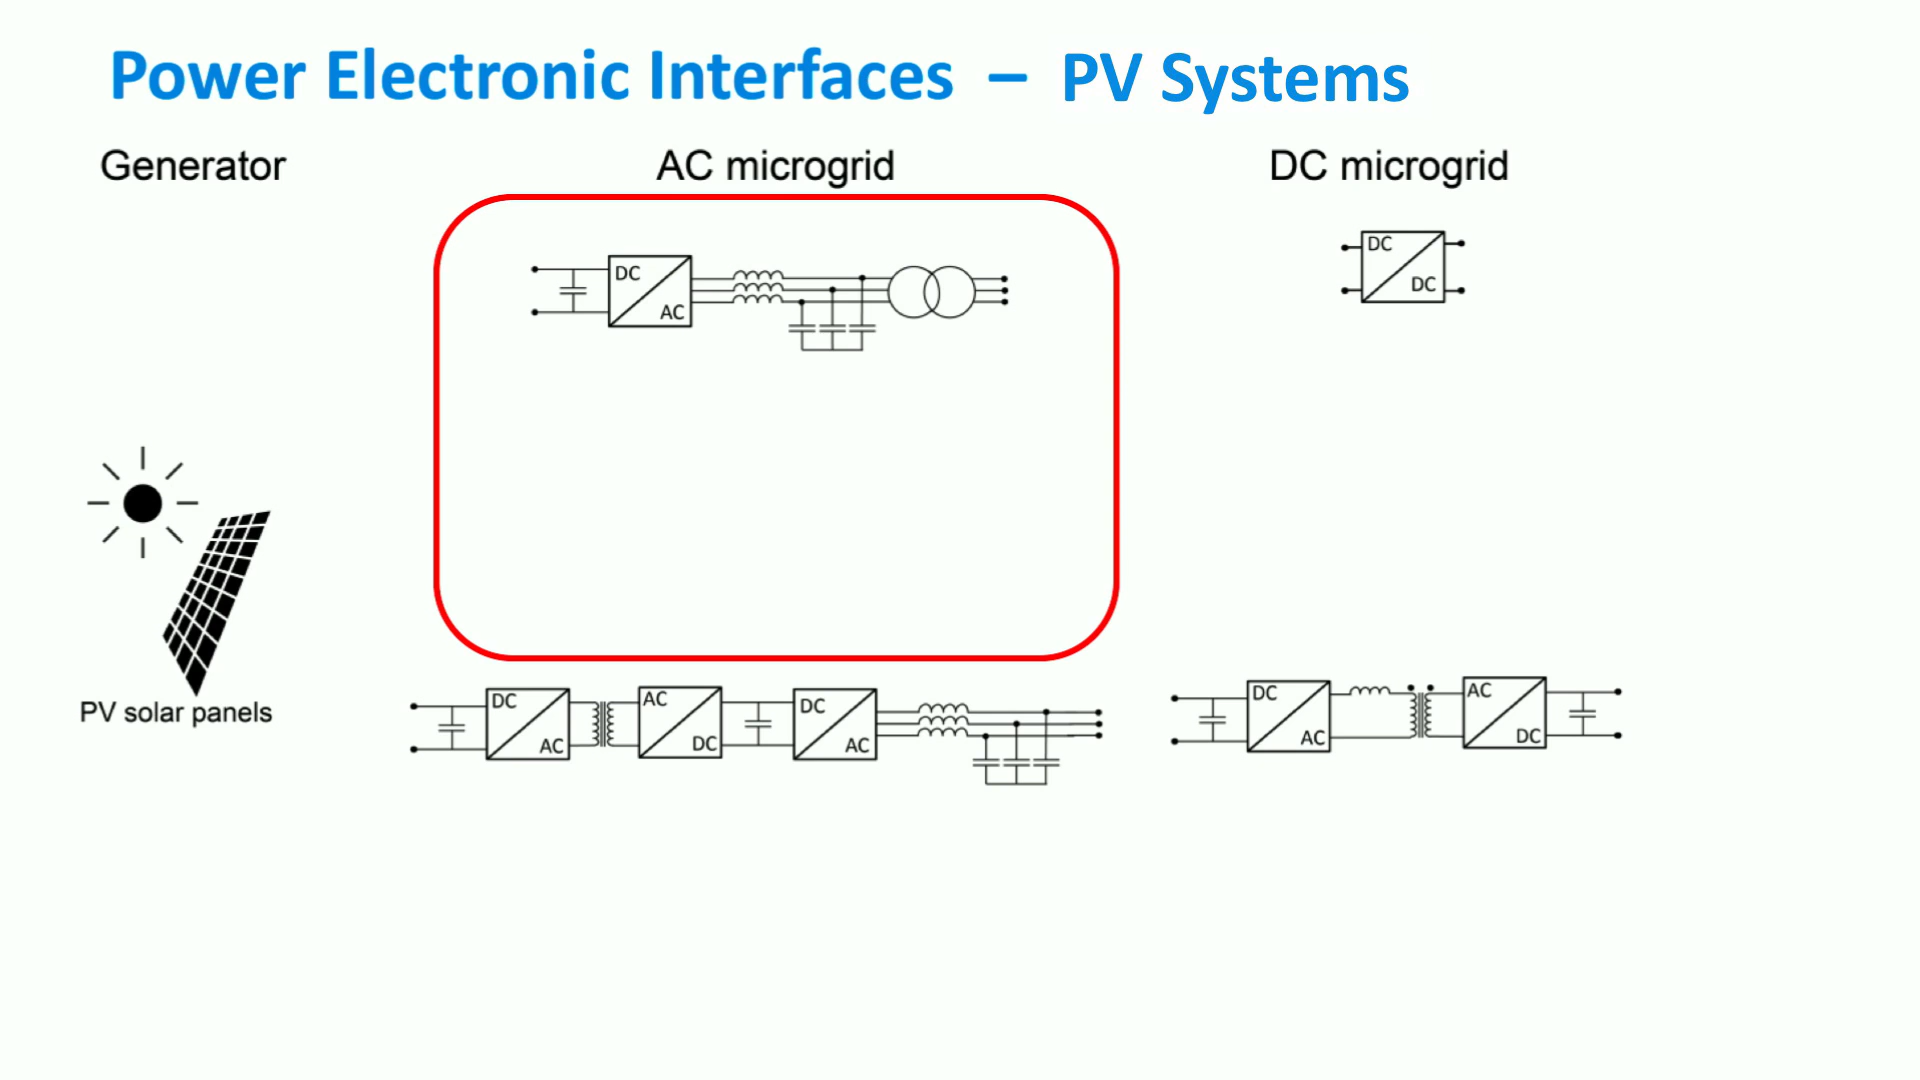 Power Electronic Interfaces – PV Systems
Generator
AC microgrid
DC microgrid
DC
AC
DC
DC
PV solar panels
DC
AC
AC
DC
DC
AC
DC
AC
AC
DC